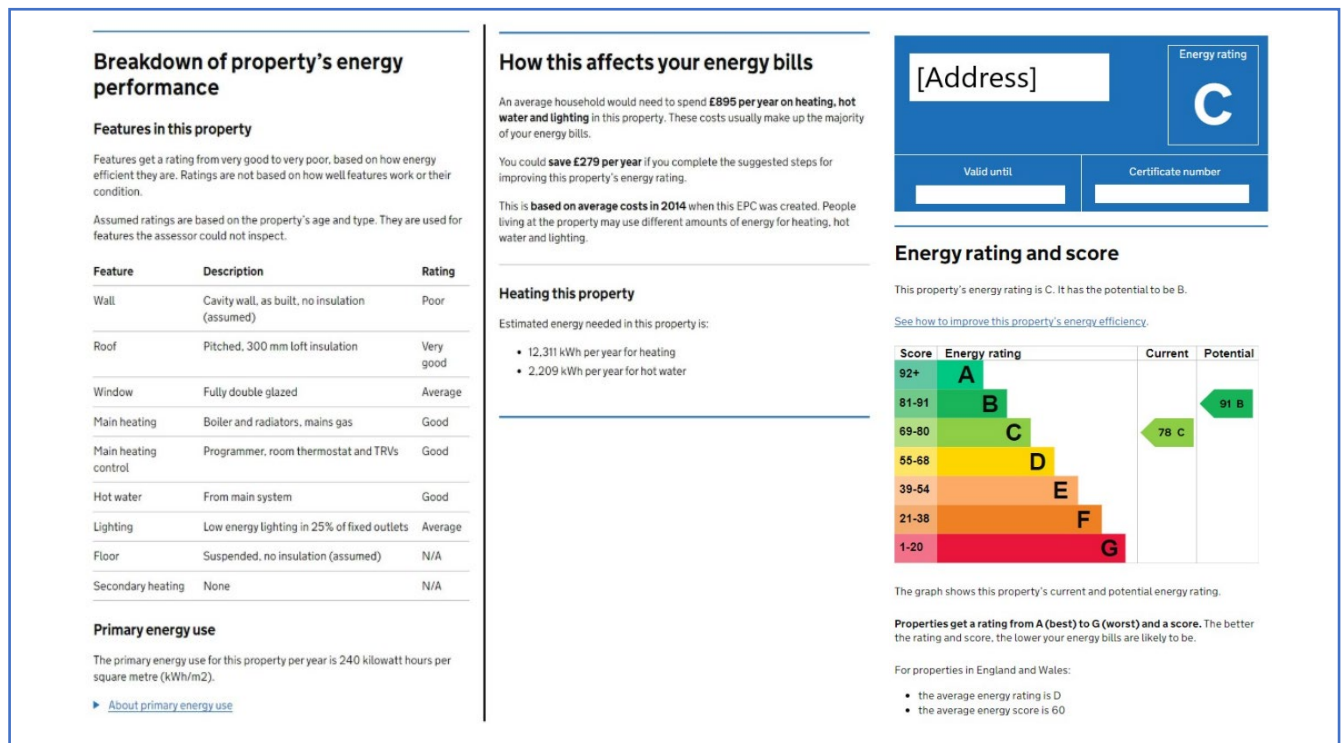 Breakdown of property's energy
performance
Features in this property
Features get a rating from very good to very poor, based on how energy
efficient they are. Ratings are not based on how well features work or their
condition.
Assumed ratings are based on the property's age and type. They are used for
features the assessor could not inspect.
Feature Description Rating
Wall Cavity wall, as built, no insulation Poor
(assumed)
Roof Pitched, 300 mm loft insulation Very
good
Window Fully double glazed Average
Main heating Boiler and radiators, mains gas Good
Main heating Programmer, room thermostat and TRVs Good
control
Hot water From main system Good
Lighting Low energy lighting in 25% of fixed outlets Average
Floor Suspended, no insulation (assumed) N/A
Secondary heating None N/A
Primary energy use
The primary energy use for this property per year is 240 kilowatt hours per
square metre (kWh/m2).
▶ About primary energy use
How this affects your energy bills
An average household would need to spend £895 per year on heating, hot
water and lighting in this property. These costs usually make up the majority
of your energy bills.
You could save £279 per year if you complete the suggested steps for
improving this property's energy rating.
This is based on average costs in 2014 when this EPC was created. People
living at the property may use different amounts of energy for heating, hot
water and lighting.
Heating this property
Estimated energy needed in this property is:
• 12,311 kWh per year for heating
• 2,209 kWh per year for hot water
[Address]
Energy rating
C
Valid until Certificate number
Energy rating and score
This property's energy rating is C. It has the potential to be B.
See how to improve this property's energy efficiency.
Score Energy rating Current Potential
92+ A
81-91 B 91 B
69-80 C 78 C
55-68 D
39-54 E
21-38 F
1-20 G
The graph shows this property's current and potential energy rating.
Properties get a rating from A (best) to G (worst) and a score. The better
the rating and score, the lower your energy bills are likely to be.
For properties in England and Wales:
• the average energy rating is D
• the average energy score is 60